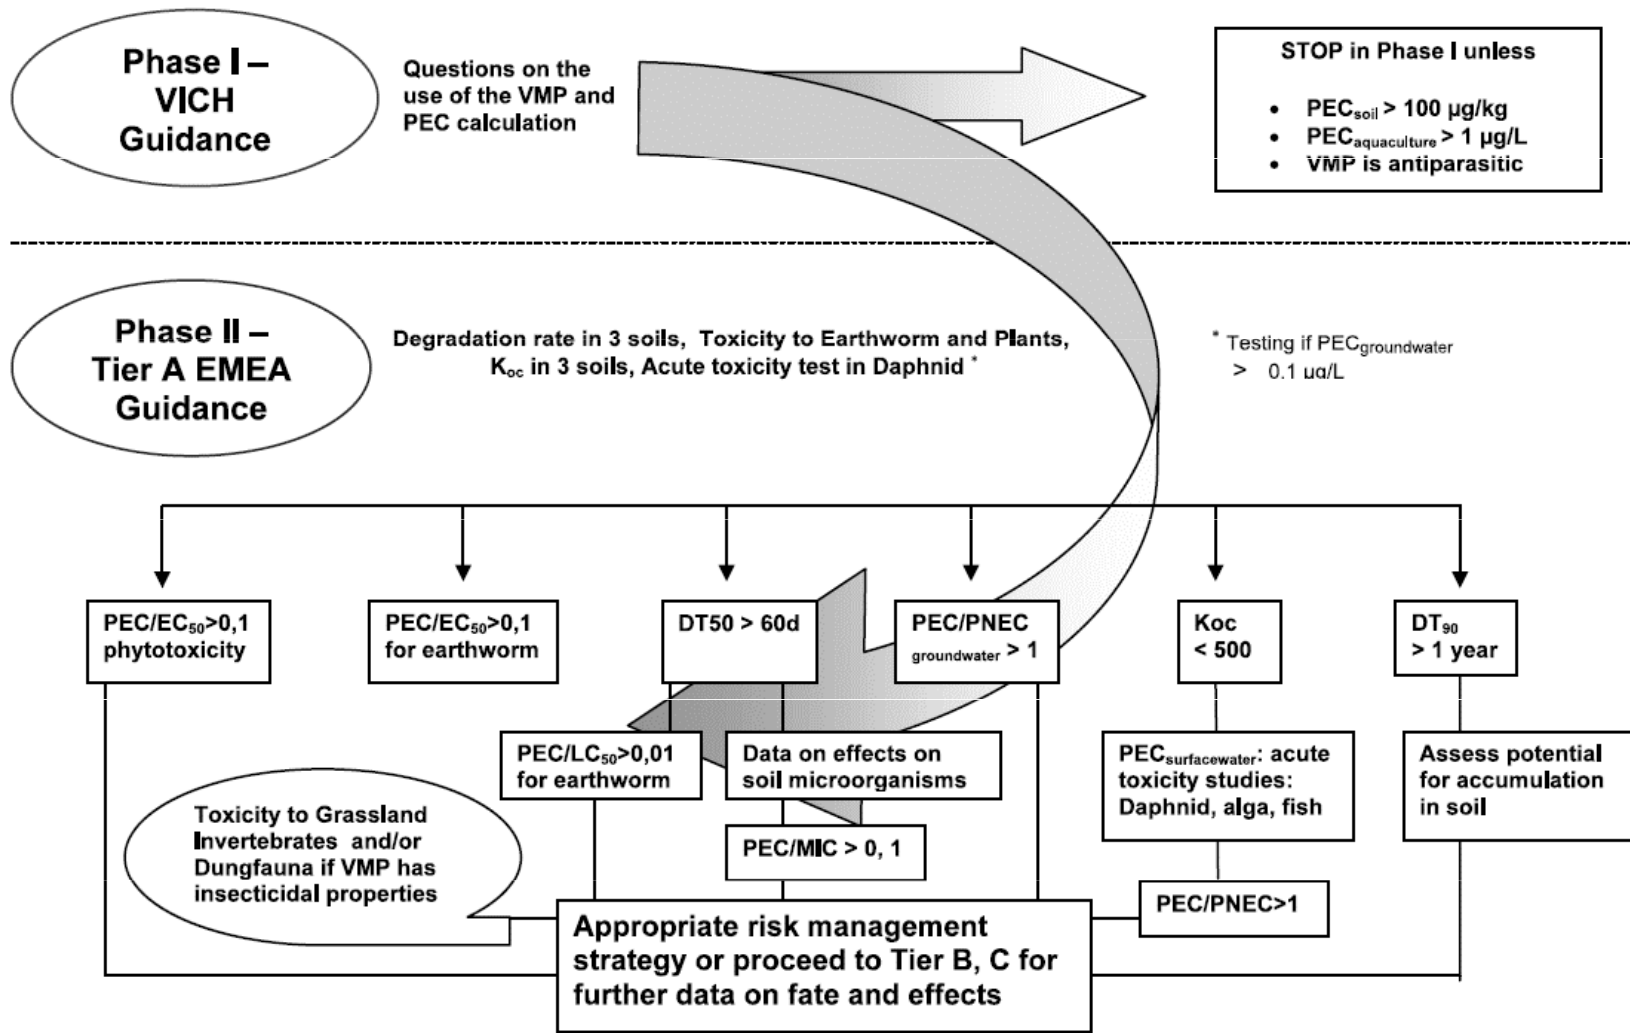 Phase I –
VICH
Guidance
Questions on the
use of the VMP and
PEC calculation
STOP in Phase I unless
• PECsoil > 100 µg/kg
• PECaquaculture > 1 µg/L
• VMP is antiparasitic
Phase II –
Tier A EMEA
Guidance
Degradation rate in 3 soils, Toxicity to Earthworm and Plants,
Koc in 3 soils, Acute toxicity test in Daphnid *
* Testing if PECgroundwater
> 0.1 µg/L
PEC/EC50>0,1
phytotoxicity
PEC/EC50>0,1
for earthworm
DT50 > 60d
PEC/PNEC
groundwater > 1
Koc
< 500
DT90
> 1 year
PEC/LC50>0,01
for earthworm
Data on effects on
soil microorganisms
PECsurfacewater: acute
toxicity studies:
Daphnid, alga, fish
Assess potential
for accumulation
in soil
Toxicity to Grassland
Invertebrates and/or
Dungfauna if VMP has
insecticidal properties
PEC/MIC > 0, 1
PEC/PNEC>1
Appropriate risk management
strategy or proceed to Tier B, C for
further data on fate and effects